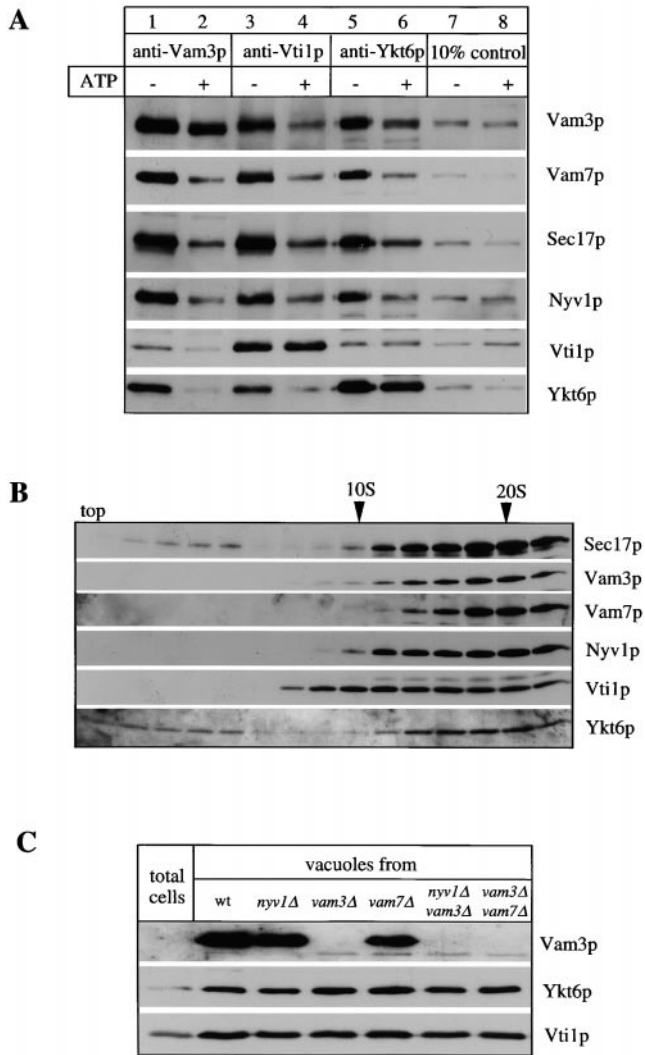 A
1 2 3 4 5 6 7 8
anti-Vam3p anti-Vti1p anti-Ykt6p 10% control
ATP - + - + - + - +
Vam3p
Vam7p
Sec17p
Nyv1p
Vti1p
Ykt6p
B
top 10S 20S
Sec17p
Vam3p
Vam7p
Nyv1p
Vti1p
Ykt6p
C
total cells
vacuoles from
wt nyv1Δ vam3Δ vam7Δ nyv1Δ vam3Δ vam3Δ vam7Δ
Vam3p
Ykt6p
Vti1p